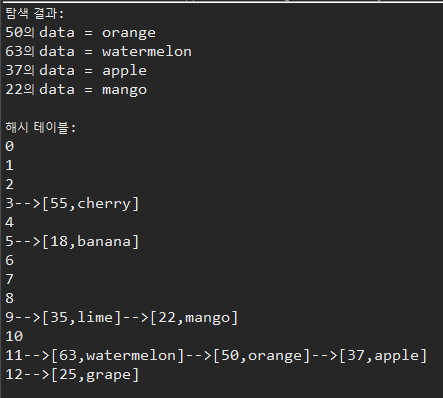 탐색 결과:
50의 data = orange
63의 data = watermelon
37의 data = apple
22의 data = mango
해시 테이블:
0
1
2
3-->[55,cherry]
4
5-->[18,banana]
6
7
8
9-->[35,lime]-->[22,mango]
10
11-->[63,watermelon]-->[50,orange]-->[37,apple]
12-->[25,grape]